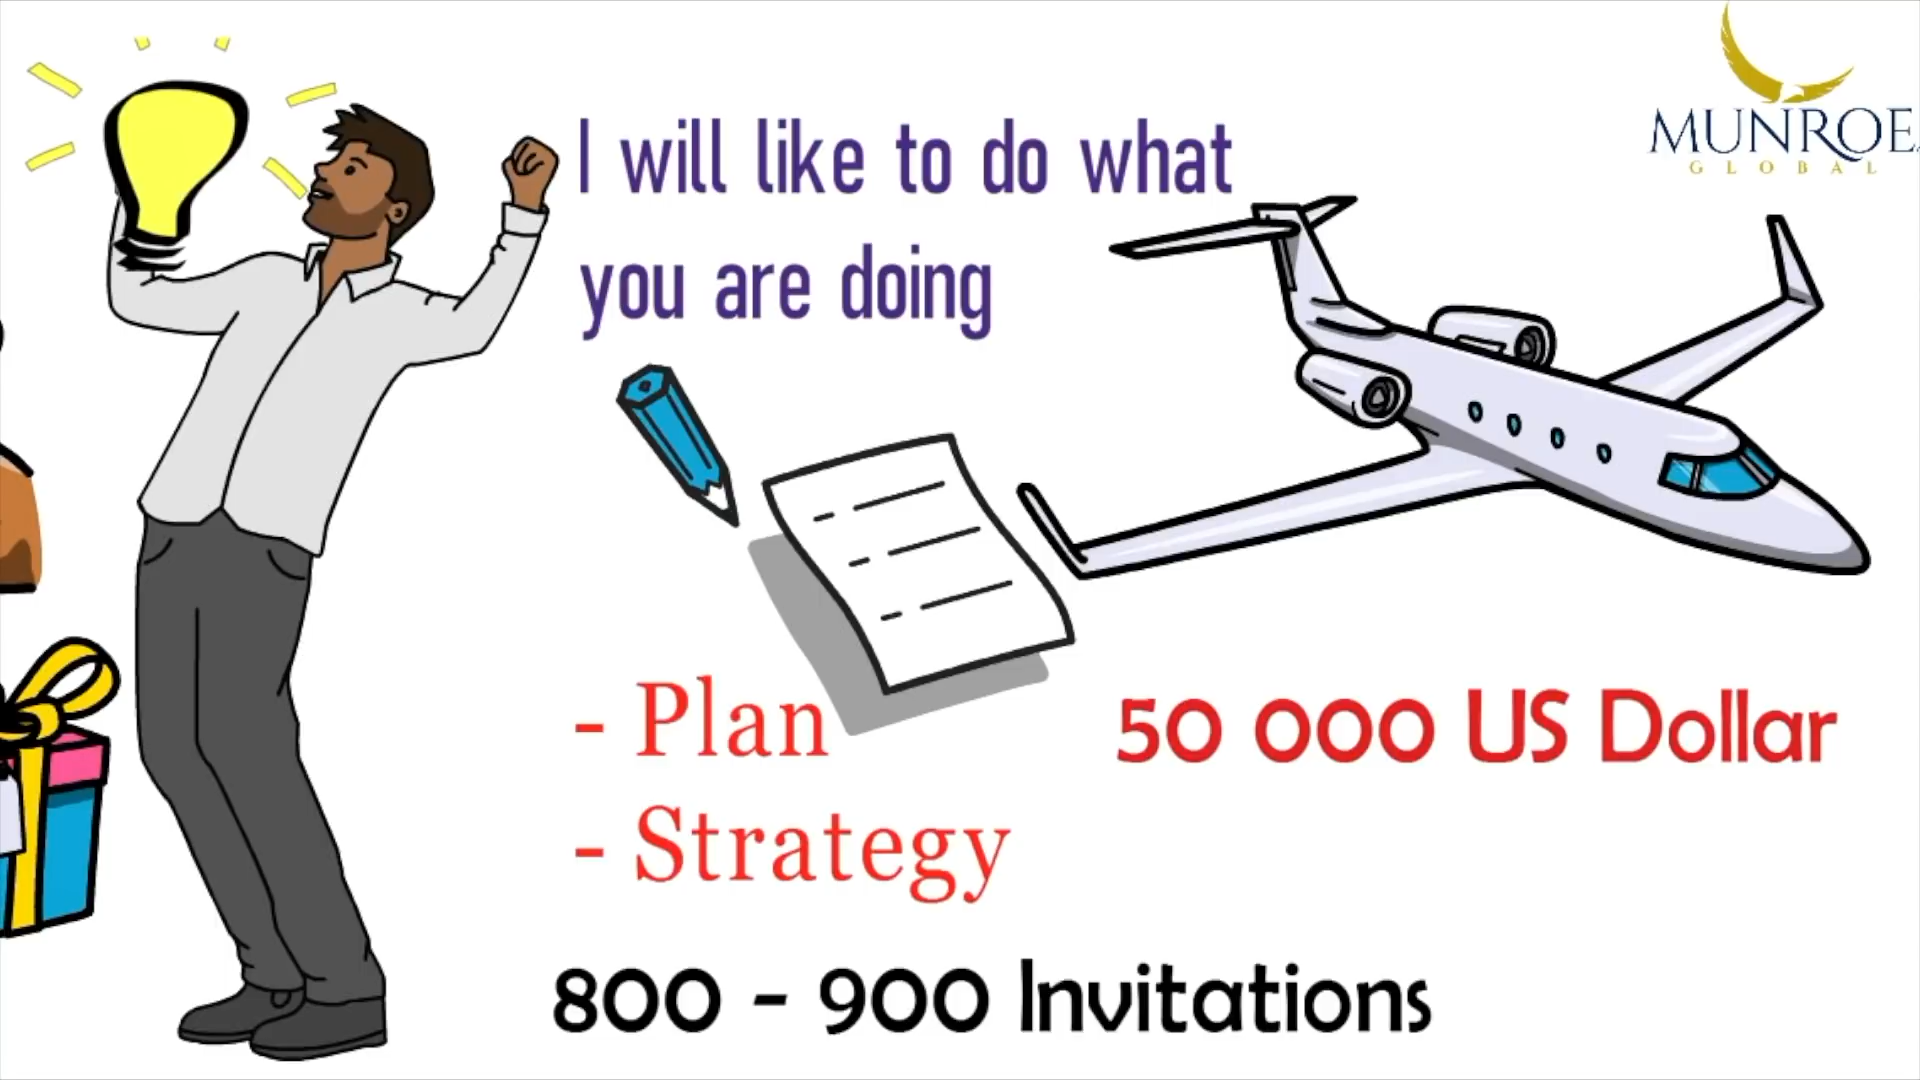 MUNROE
GLOBAL
I will like to do what
you are doing
- Plan
- Strategy
50 000 US Dollar
800 - 900 Invitations